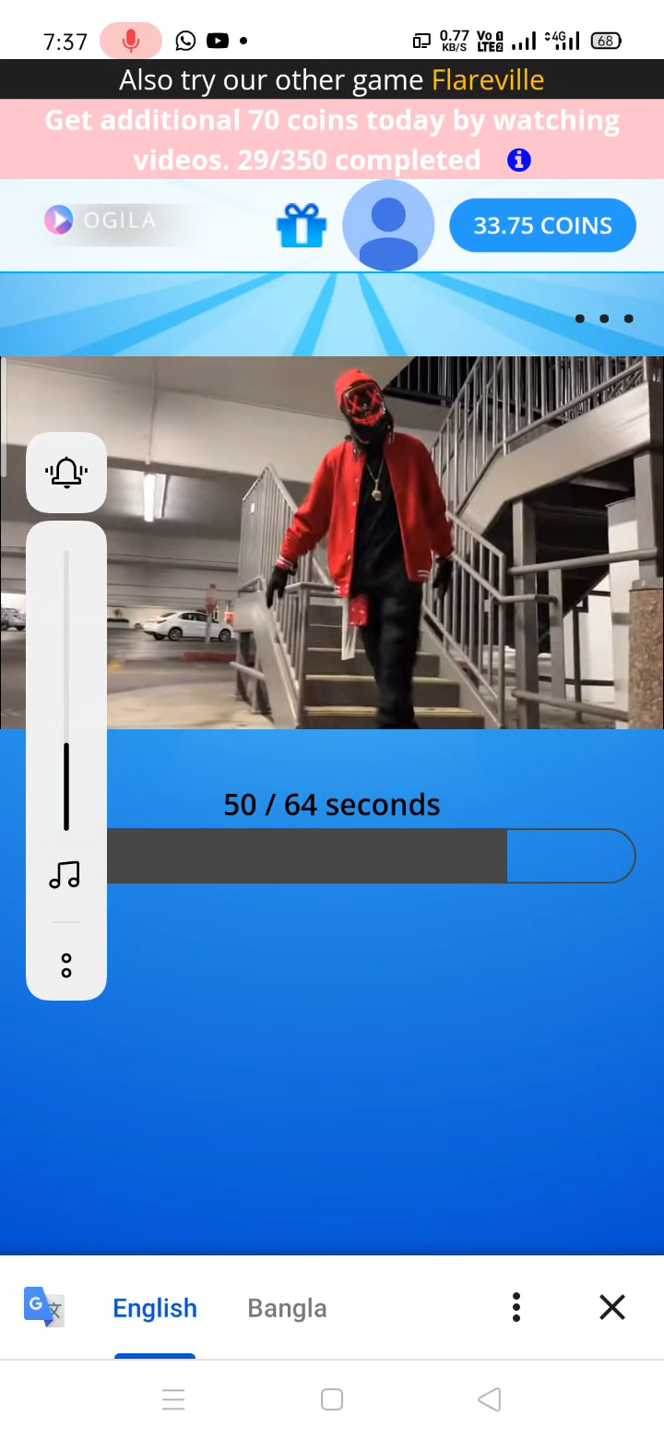 7:37
0.77 KB/S Vo LTE2 4G 68
Also try our other game Flareville
Get additional 70 coins today by watching
videos. 29/350 completed i
OGILA
33.75 COINS
50 / 64 seconds
G 文 English Bangla